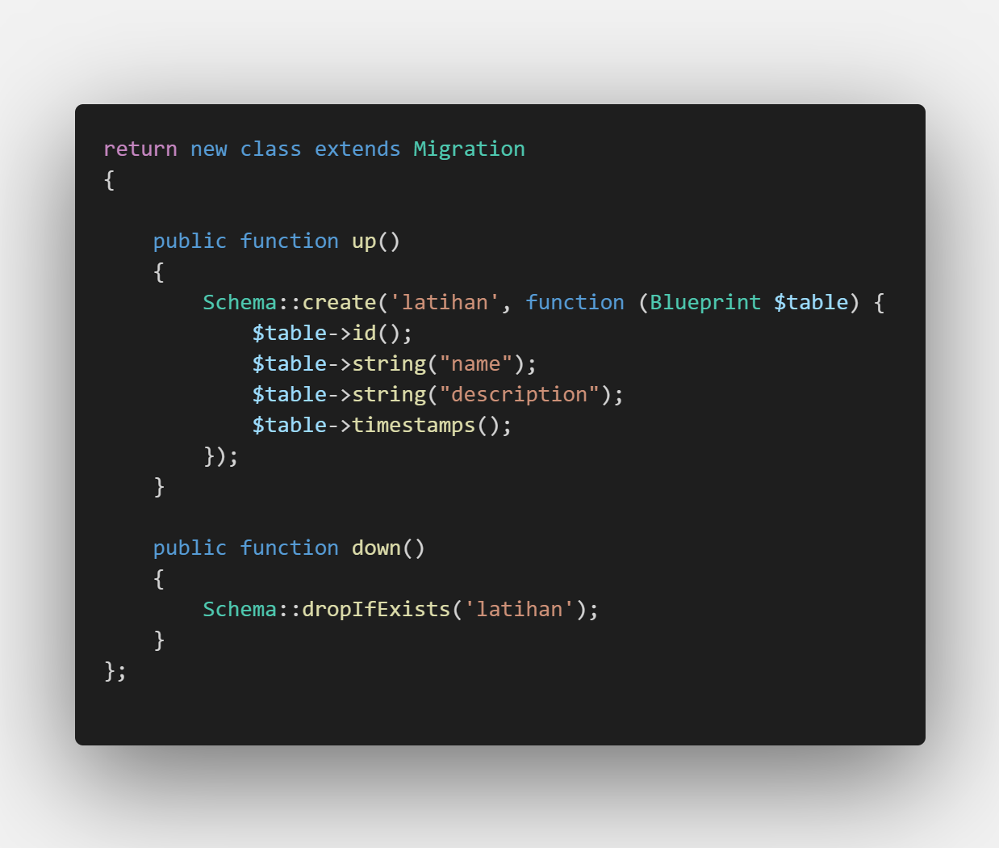 return new class extends Migration
{
    public function up()
    {
        Schema::create('latihan', function (Blueprint $table) {
            $table->id();
            $table->string("name");
            $table->string("description");
            $table->timestamps();
        });
    }
    public function down()
    {
        Schema::dropIfExists('latihan');
    }
};